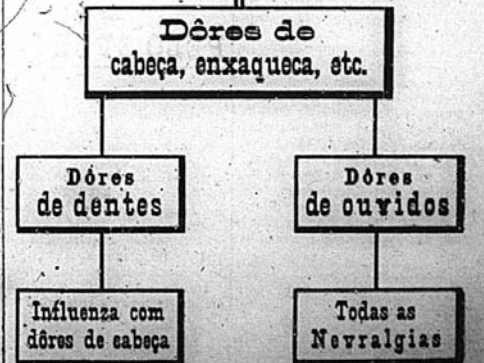 Dôres de
cabeça, enxaqueca, etc.
Dôres
de dentes
Dôres
de ouvidos
Influenza com
dôres de cabeça
Todas as
Nevralgias